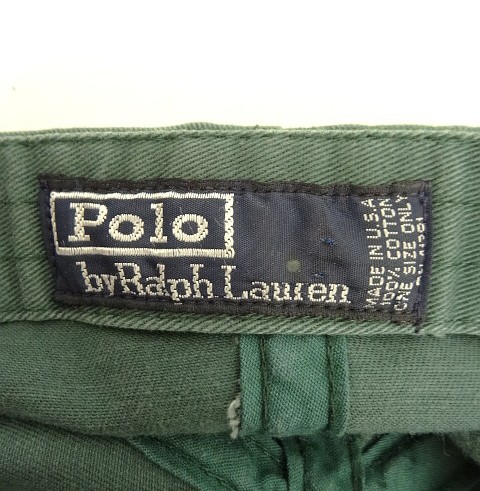 Polo
by Ralph Lauren
MADE IN U.S.A
100% COTTON
ONE SIZE ONLY